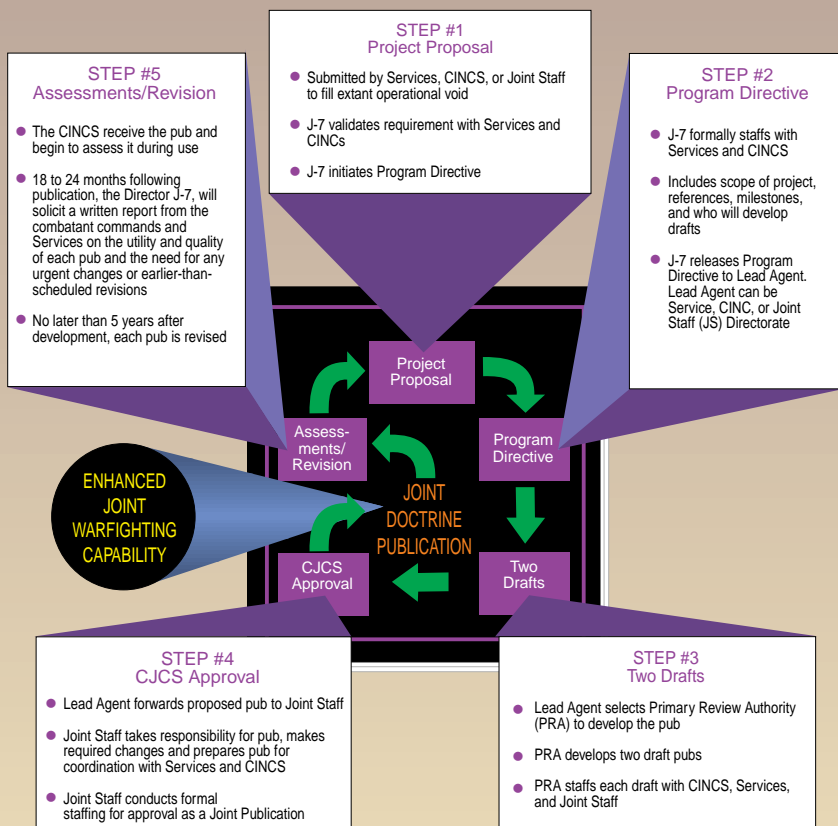 STEP #1
Project Proposal
● Submitted by Services, CINCS, or Joint Staff
to fill extant operational void
● J-7 validates requirement with Services and
CINCs
● J-7 initiates Program Directive
STEP #2
Program Directive
● J-7 formally staffs with
Services and CINCS
● Includes scope of project,
references, milestones,
and who will develop
drafts
● J-7 releases Program
Directive to Lead Agent.
Lead Agent can be
Service, CINC, or Joint
Staff (JS) Directorate
STEP #3
Two Drafts
● Lead Agent selects Primary Review Authority
(PRA) to develop the pub
● PRA develops two draft pubs
● PRA staffs each draft with CINCS, Services,
and Joint Staff
STEP #4
CJCS Approval
● Lead Agent forwards proposed pub to Joint Staff
● Joint Staff takes responsibility for pub, makes
required changes and prepares pub for
coordination with Services and CINCS
● Joint Staff conducts formal
staffing for approval as a Joint Publication
STEP #5
Assessments/Revision
● The CINCS receive the pub and
begin to assess it during use
● 18 to 24 months following
publication, the Director J-7, will
solicit a written report from the
combatant commands and
Services on the utility and quality
of each pub and the need for any
urgent changes or earlier-than-
scheduled revisions
● No later than 5 years after
development, each pub is revised
Project
Proposal
Program
Directive
Two
Drafts
CJCS
Approval
Assess-
ments/
Revision
JOINT
DOCTRINE
PUBLICATION
ENHANCED
JOINT
WARFIGHTING
CAPABILITY